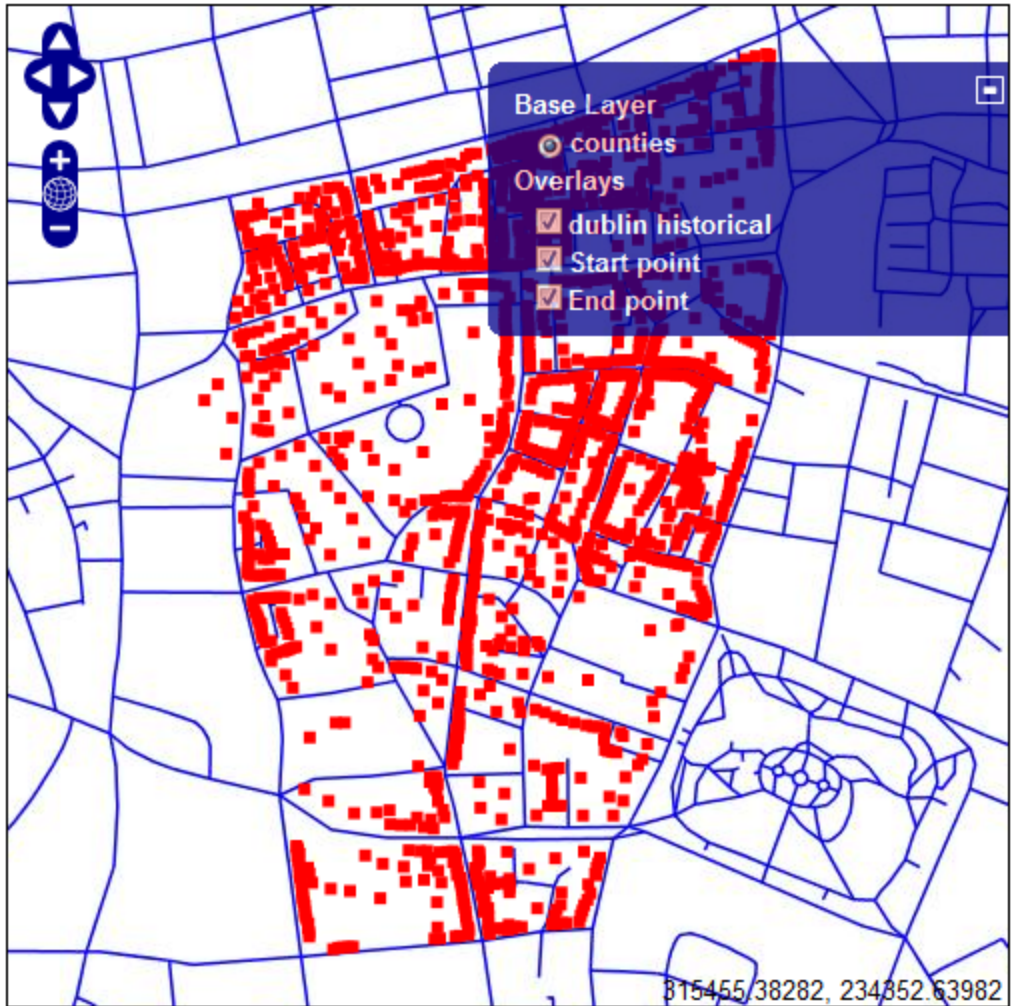 Base Layer
counties
Overlays
dublin historical
Start point
End point
315455.38282, 234352.63982